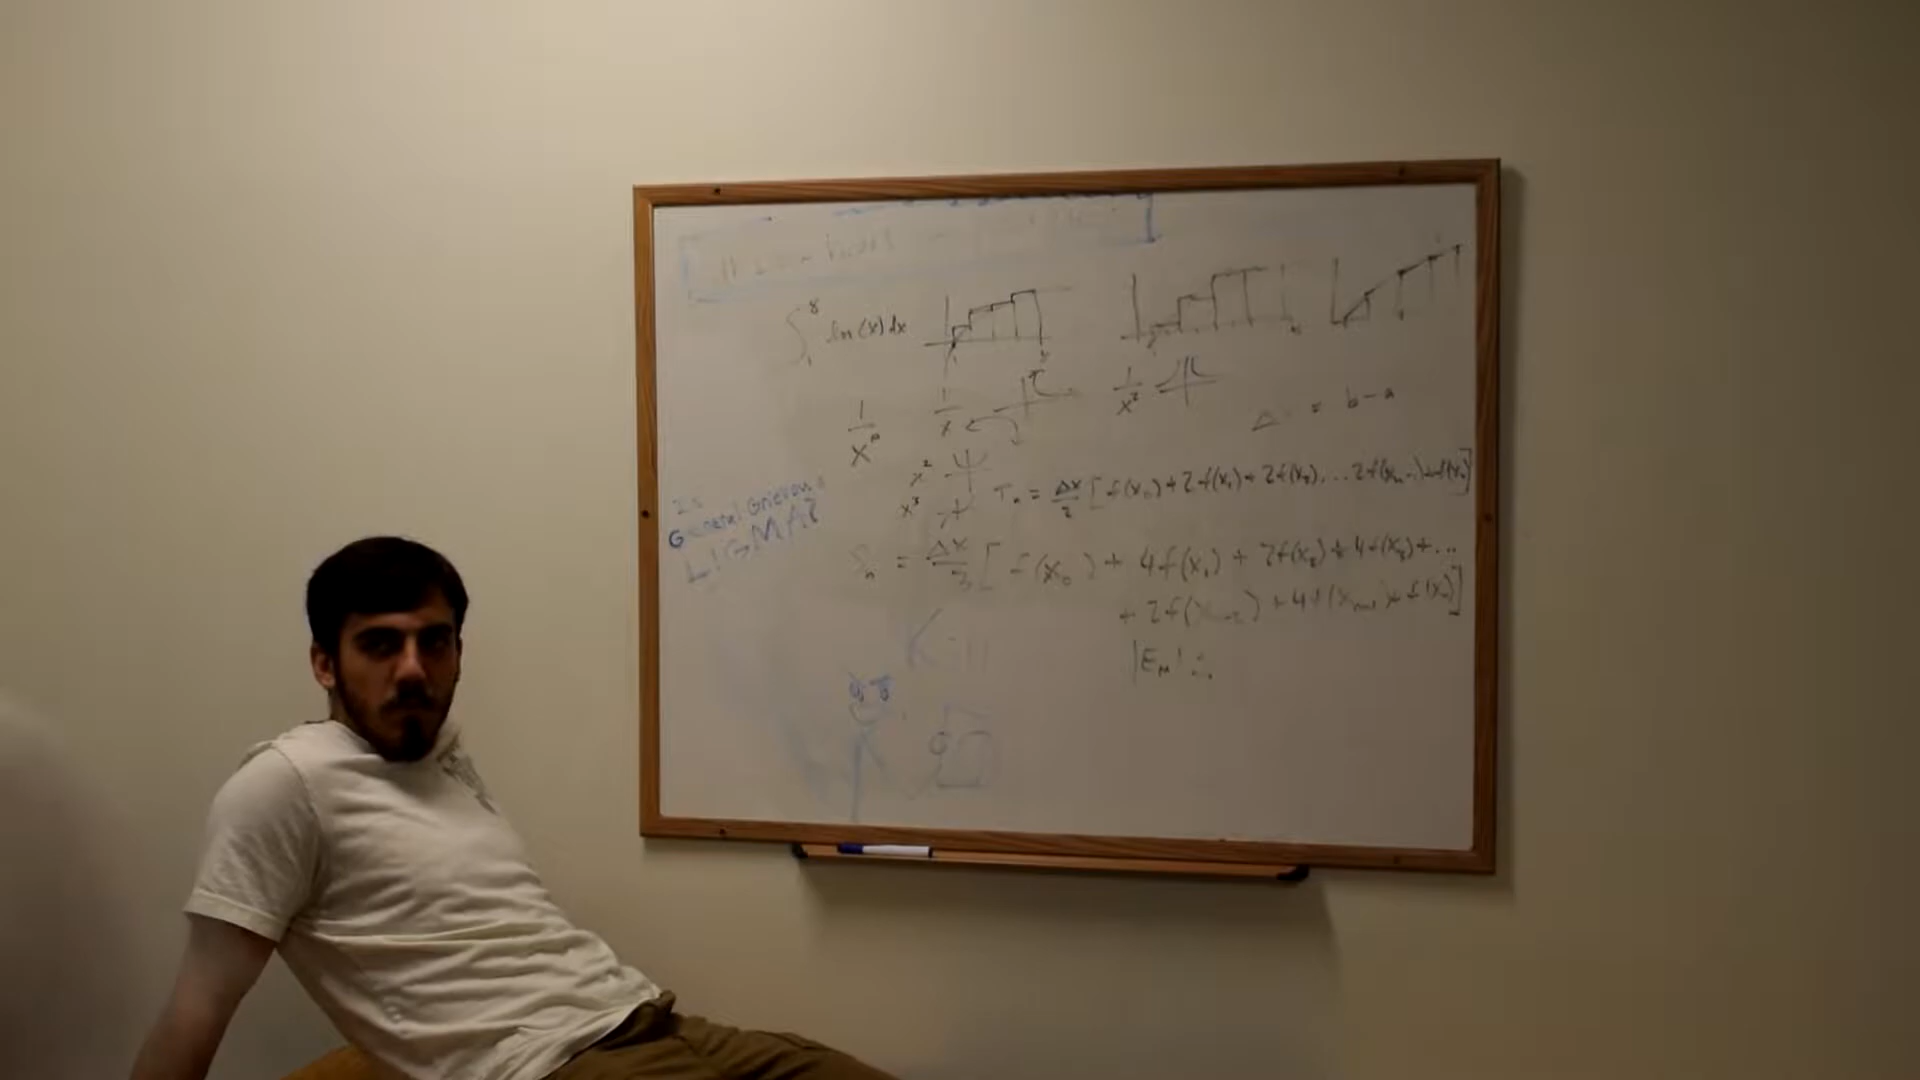 ∫₁⁸ ln(x)dx
1/xᵖ 1/x 1/x²
Δ = b-a
x²
x³
Tₙ = Δx/2 [f(x₀)+2f(x₁)+2f(x₂)...2f(xₙ₋₁)+f(xₙ)]
Is
General Grievous
LIGMA?
Sₙ = Δx/3 [f(x₀) + 4f(x₁) + 2f(x₂)+4f(x₃)+...
+ 2f(xₙ₋₂) +4f(xₙ₋₁)+f(xₙ)]
Kill
|Eₘ| ∴